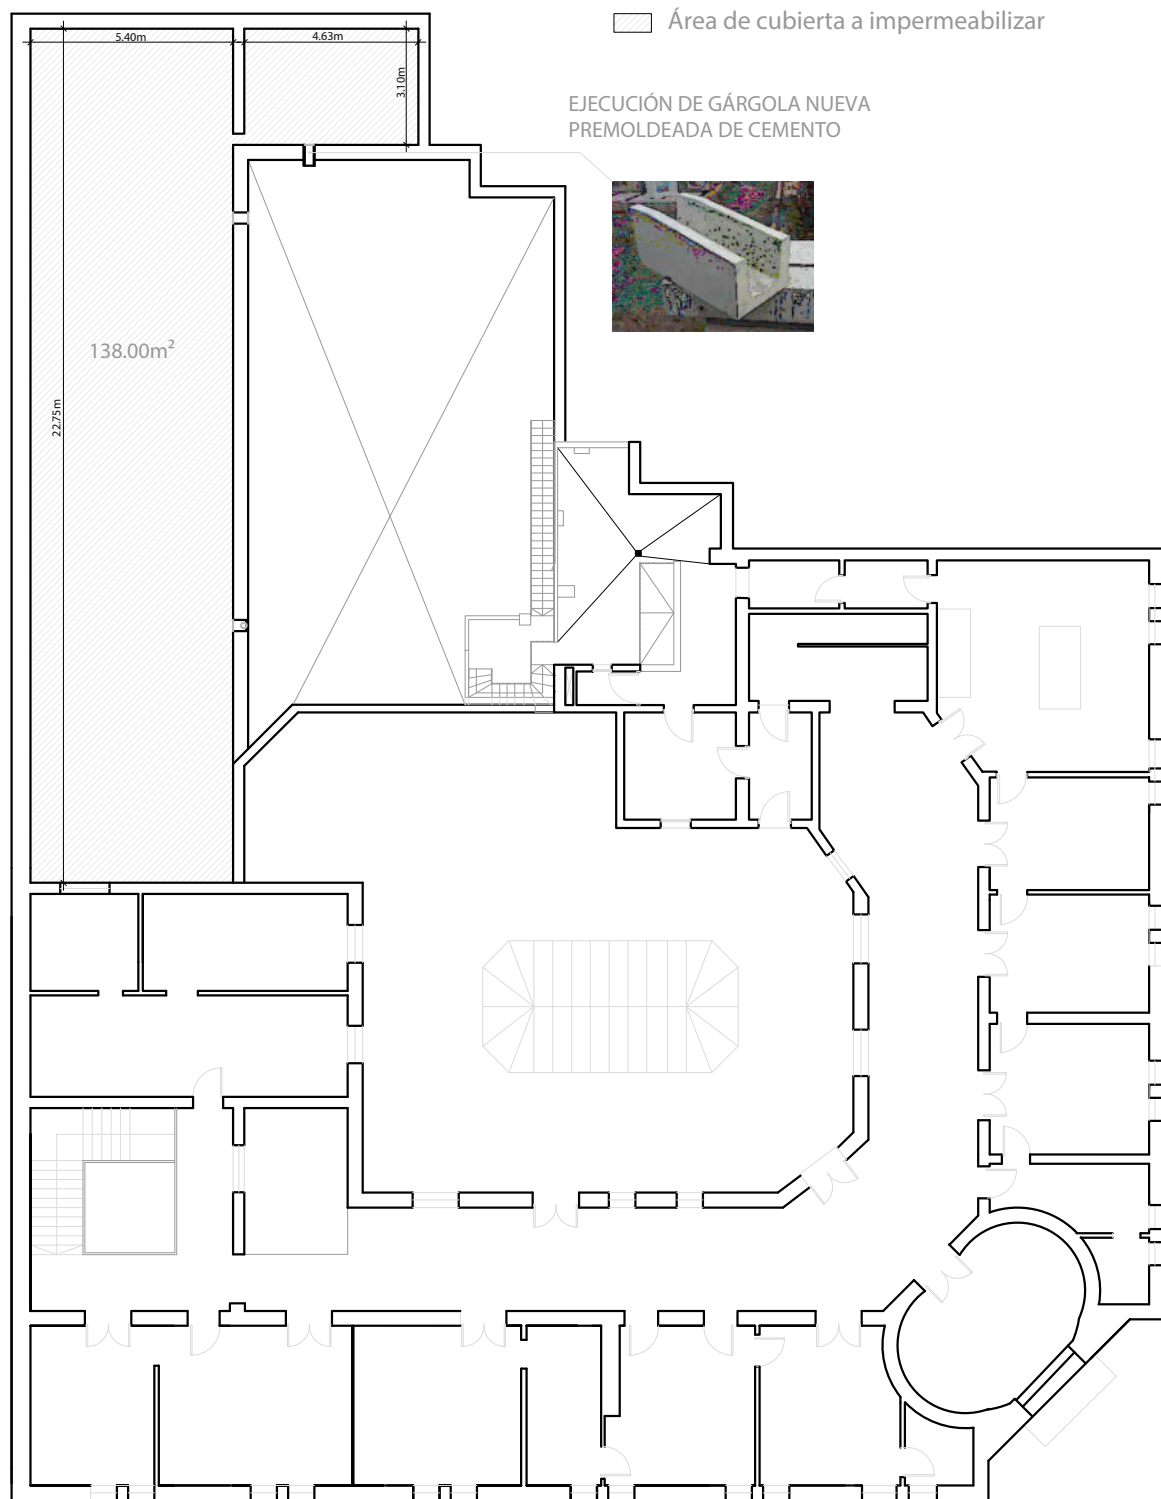 Área de cubierta a impermeabilizar
5.40m
4.63m
3.10m
EJECUCIÓN DE GÁRGOLA NUEVA
PREMOLDEADA DE CEMENTO
138.00m²
22.75m